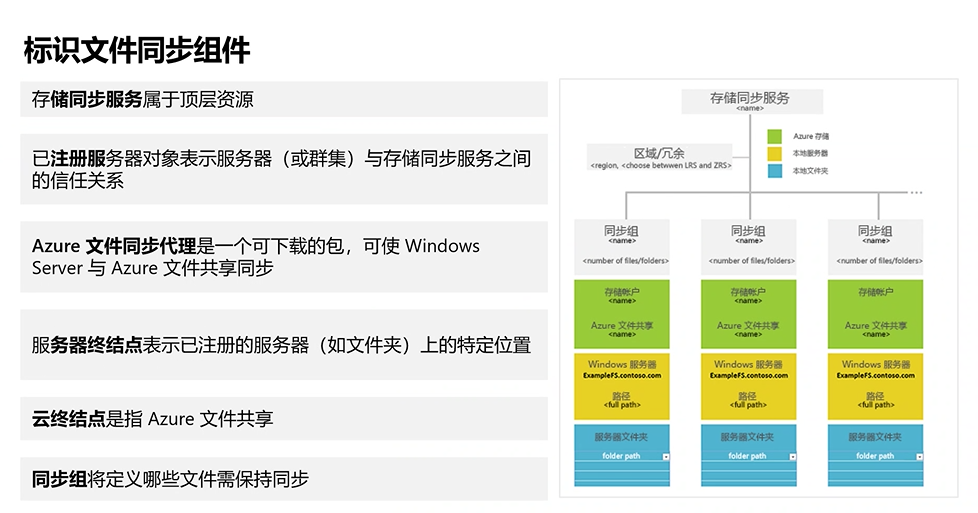 标识文件同步组件
存储同步服务属于顶层资源
已注册服务器对象表示服务器（或群集）与存储同步服务之间
的信任关系
Azure 文件同步代理是一个可下载的包，可使 Windows
Server 与 Azure 文件共享同步
服务器终结点表示已注册的服务器（如文件夹）上的特定位置
云终结点是指 Azure 文件共享
同步组将定义哪些文件需保持同步
存储同步服务
<name>
区域/冗余
<region, <choose betwven LRS and ZRS>
Azure 存储
本地服务器
本地文件夹
同步组
<name>
<number of files/folders>
存储帐户
<name>
Azure 文件共享
<name>
Windows 服务器
ExampleFS.contoso.com
路径
<full path>
服务器文件夹
folder path
同步组
<name>
<number of files/folders>
存储帐户
<name>
Azure 文件共享
<name>
Windows 服务器
ExampleFS.contoso.com
路径
<full path>
服务器文件夹
folder path
同步组
<name>
<number of files/folders>
存储帐户
<name>
Azure 文件共享
<name>
Windows 服务器
ExampleFS.contoso.com
路径
<full path>
服务器文件夹
folder path